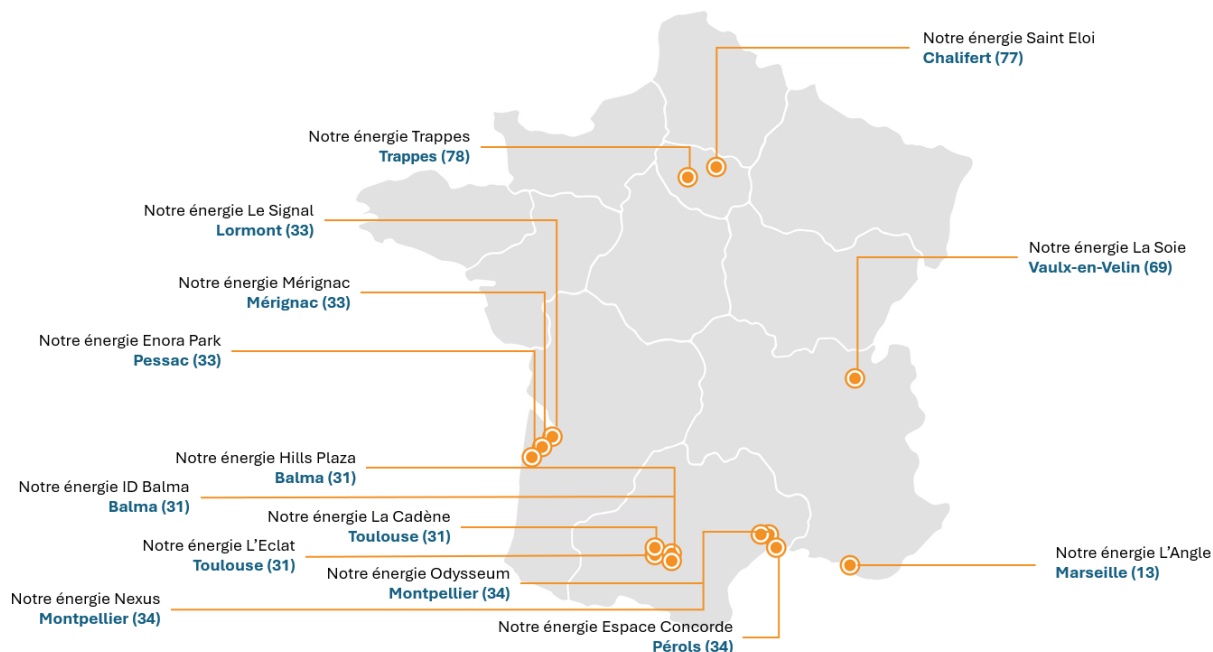 Notre énergie Saint Eloi
Chalifert (77)
Notre énergie Trappes
Trappes (78)
Notre énergie Le Signal
Lormont (33)
Notre énergie La Soie
Vaulx-en-Velin (69)
Notre énergie Mérignac
Mérignac (33)
Notre énergie Enora Park
Pessac (33)
Notre énergie Hills Plaza
Balma (31)
Notre énergie ID Balma
Balma (31)
Notre énergie La Cadène
Toulouse (31)
Notre énergie L’Eclat
Toulouse (31)
Notre énergie L’Angle
Marseille (13)
Notre énergie Odysseum
Montpellier (34)
Notre énergie Nexus
Montpellier (34)
Notre énergie Espace Concorde
Pérols (34)